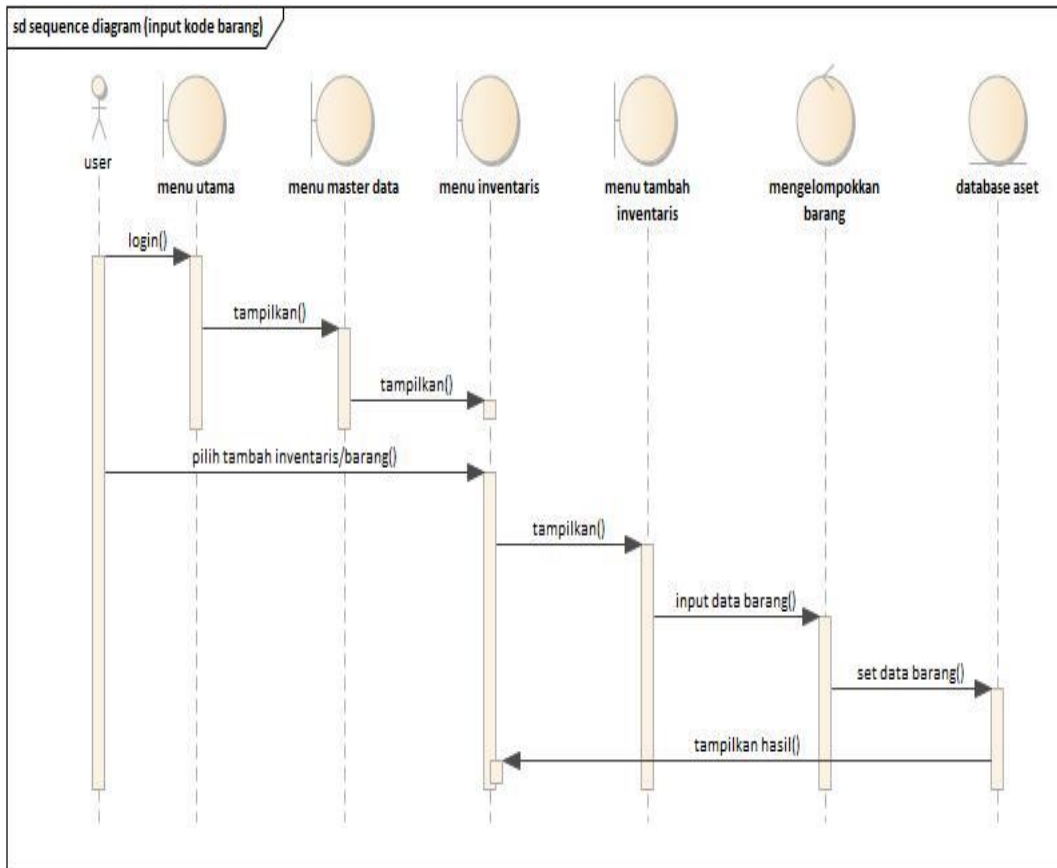 sd sequence diagram (input kode barang)
user
menu utama
menu master data
menu inventaris
menu tambah
inventaris
mengelompokkan
barang
database aset
login()
tampilkan()
tampilkan()
pilih tambah inventaris/barang()
tampilkan()
input data barang()
set data barang()
tampilkan hasil()